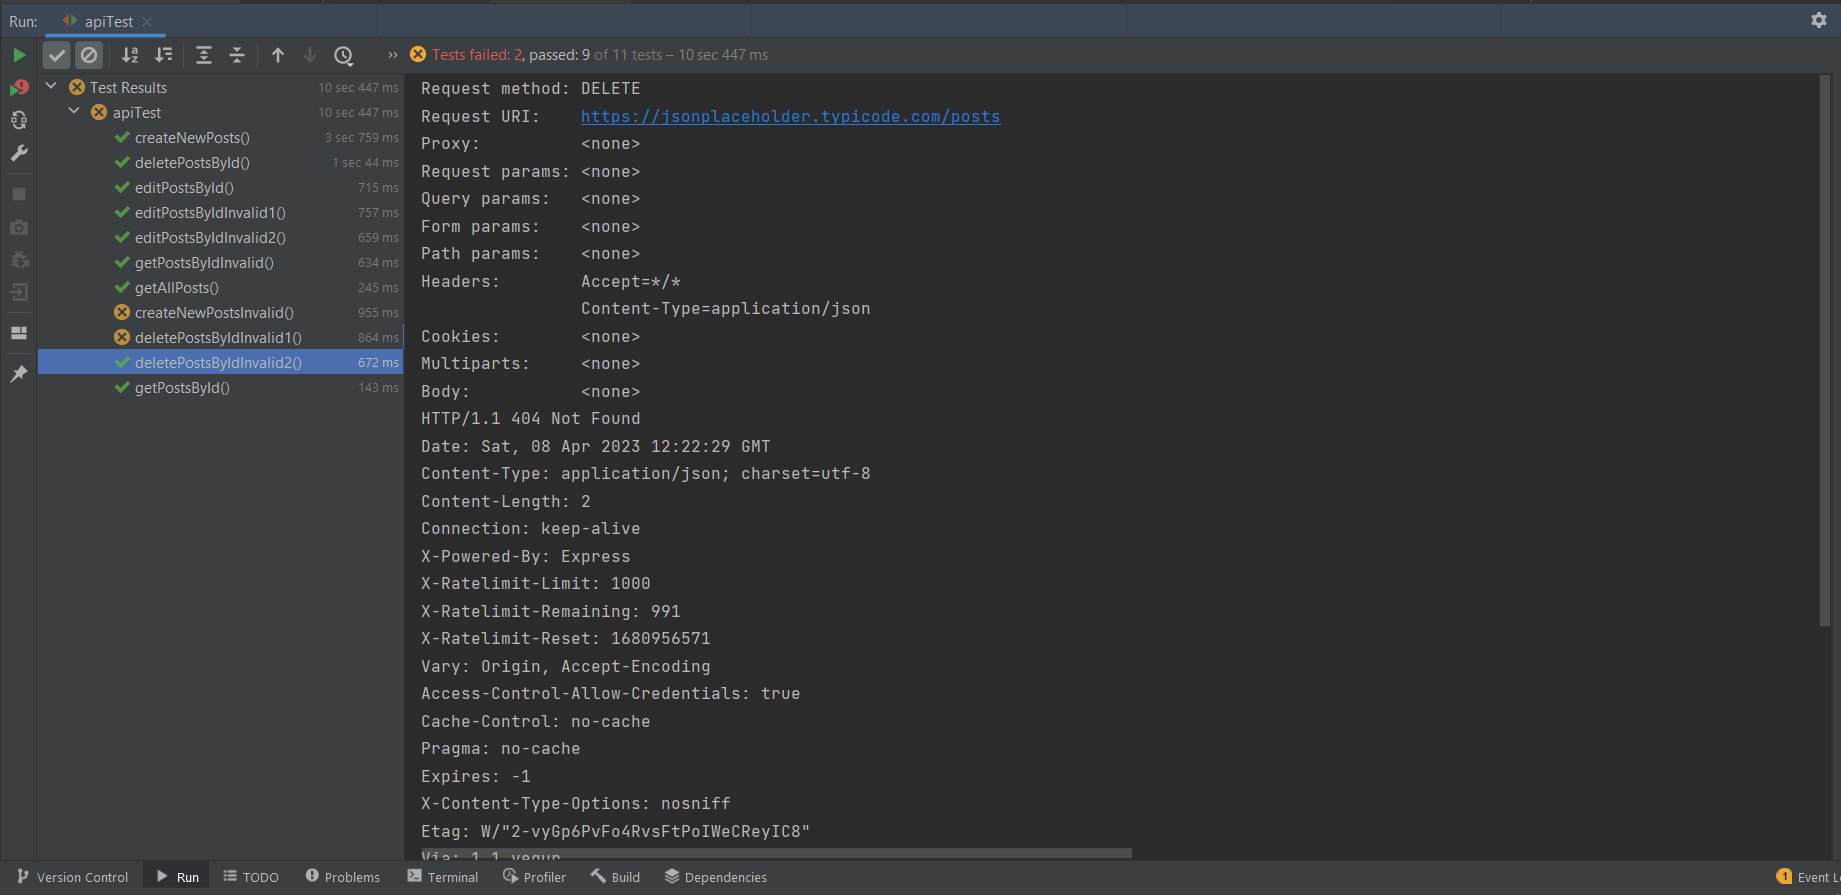 Run: apiTest
Tests failed: 2, passed: 9 of 11 tests – 10 sec 447 ms
Test Results 10 sec 447 ms
apiTest 10 sec 447 ms
createNewPosts() 3 sec 759 ms
deletePostsById() 1 sec 44 ms
editPostsById() 715 ms
editPostsByIdInvalid1() 757 ms
editPostsByIdInvalid2() 659 ms
getPostsByIdInvalid() 634 ms
getAllPosts() 245 ms
createNewPostsInvalid() 955 ms
deletePostsByIdInvalid1() 864 ms
deletePostsByIdInvalid2() 672 ms
getPostsById() 143 ms
Request method: DELETE
Request URI: https://jsonplaceholder.typicode.com/posts
Proxy: <none>
Request params: <none>
Query params: <none>
Form params: <none>
Path params: <none>
Headers: Accept=*/*
Content-Type=application/json
Cookies: <none>
Multiparts: <none>
Body: <none>
HTTP/1.1 404 Not Found
Date: Sat, 08 Apr 2023 12:22:29 GMT
Content-Type: application/json; charset=utf-8
Content-Length: 2
Connection: keep-alive
X-Powered-By: Express
X-Ratelimit-Limit: 1000
X-Ratelimit-Remaining: 991
X-Ratelimit-Reset: 1680956571
Vary: Origin, Accept-Encoding
Access-Control-Allow-Credentials: true
Cache-Control: no-cache
Pragma: no-cache
Expires: -1
X-Content-Type-Options: nosniff
Etag: W/"2-vyGp6PvFo4RvsFtPoIWeCReyIC8"
Via: 1.1 vegur
Version Control Run TODO Problems Terminal Profiler Build Dependencies 1 Event L